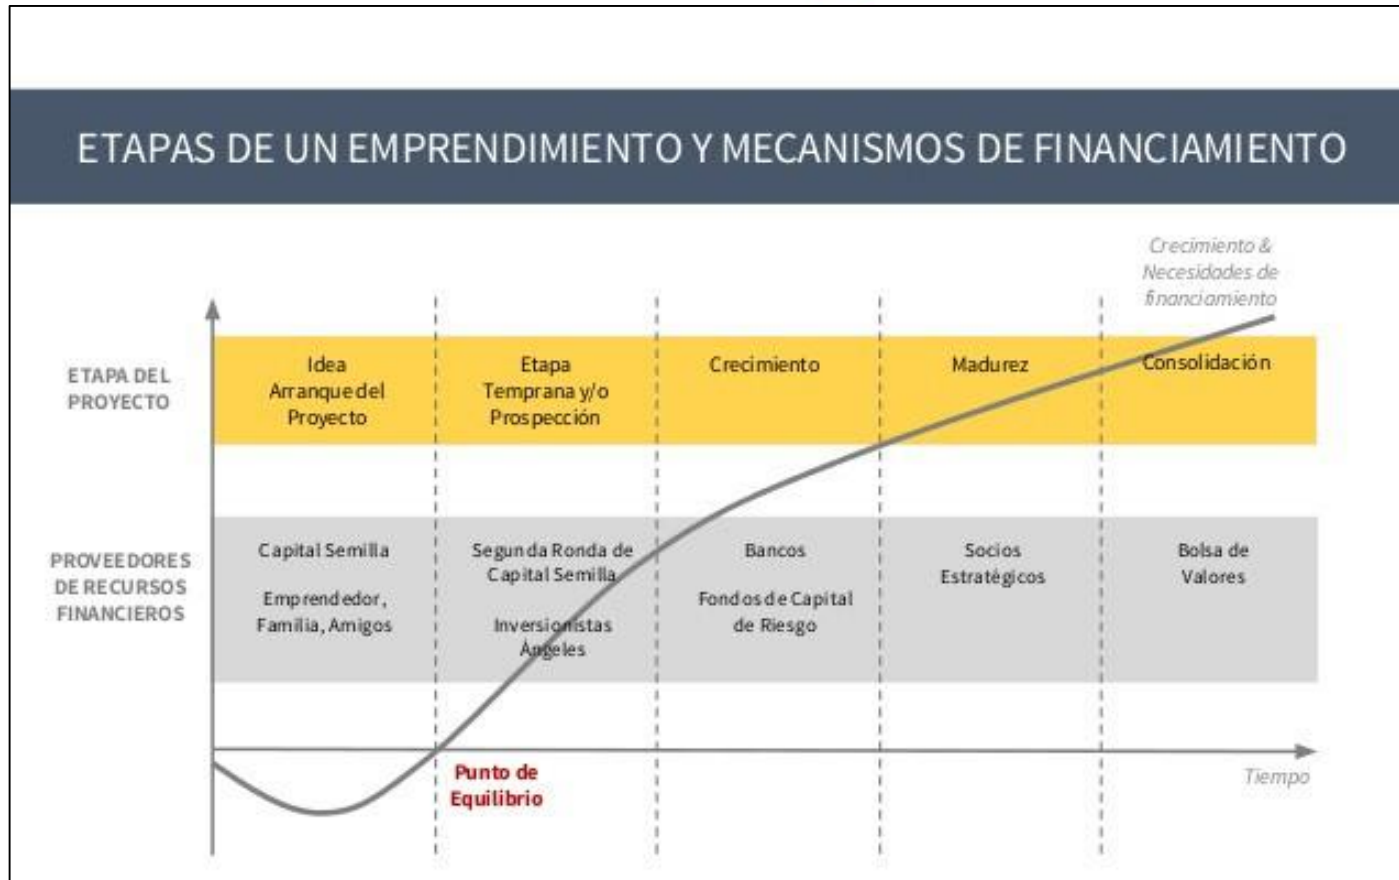 ETAPAS DE UN EMPRENDIMIENTO Y MECANISMOS DE FINANCIAMIENTO
Crecimiento &
Necesidades de
financiamiento
ETAPA DEL
PROYECTO
Idea
Arranque del
Proyecto
Etapa
Temprana y/o
Prospección
Crecimiento
Madurez
Consolidación
PROVEEDORES
DE RECURSOS
FINANCIEROS
Capital Semilla
Emprendedor,
Familia, Amigos
Segunda Ronda de
Capital Semilla
Inversionistas
Ángeles
Bancos
Fondos de Capital
de Riesgo
Socios
Estratégicos
Bolsa de
Valores
Punto de
Equilibrio
Tiempo